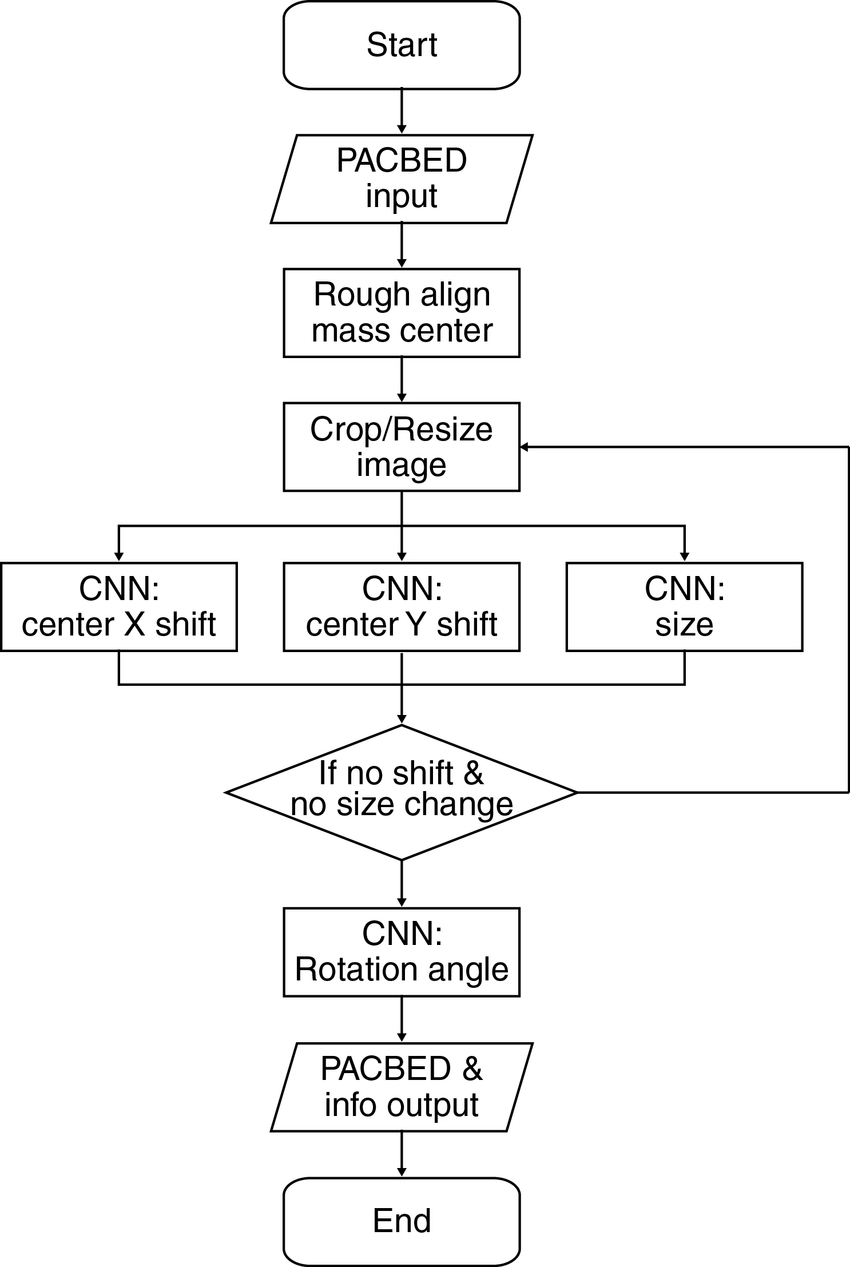 Start
PACBED
input
Rough align
mass center
Crop/Resize
image
CNN:
center X shift
CNN:
center Y shift
CNN:
size
If no shift &
no size change
CNN:
Rotation angle
PACBED &
info output
End